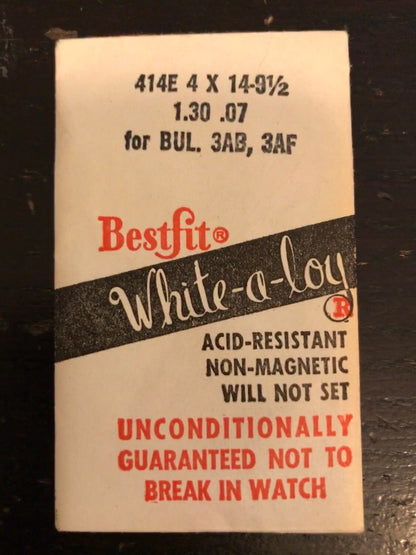 414E 4 X 14-9½
1.30 .07
for BUL. 3AB, 3AF
Bestfit®
White-a-loy
®
ACID-RESISTANT
NON-MAGNETIC
WILL NOT SET
UNCONDITIONALLY
GUARANTEED NOT TO
BREAK IN WATCH